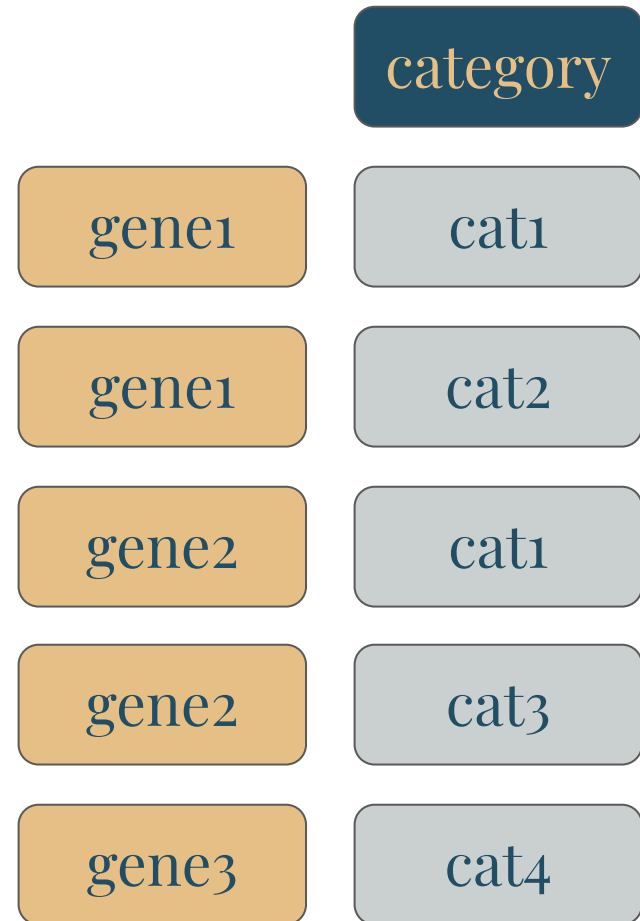 category
gene1 cat1
gene1 cat2
gene2 cat1
gene2 cat3
gene3 cat4